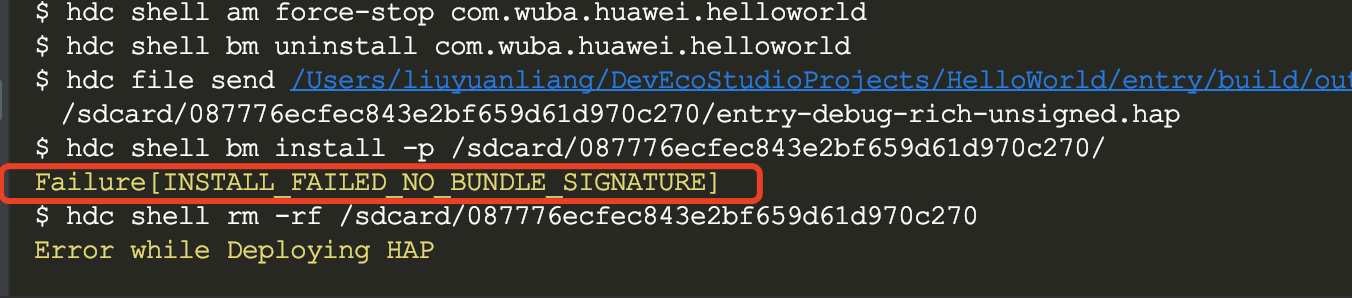 $ hdc shell am force-stop com.wuba.huawei.helloworld
$ hdc shell bm uninstall com.wuba.huawei.helloworld
$ hdc file send /Users/liuyuanliang/DevEcoStudioProjects/HelloWorld/entry/build/out
/sdcard/087776ecfec843e2bf659d61d970c270/entry-debug-rich-unsigned.hap
$ hdc shell bm install -p /sdcard/087776ecfec843e2bf659d61d970c270/
Failure[INSTALL_FAILED_NO_BUNDLE_SIGNATURE]
$ hdc shell rm -rf /sdcard/087776ecfec843e2bf659d61d970c270
Error while Deploying HAP